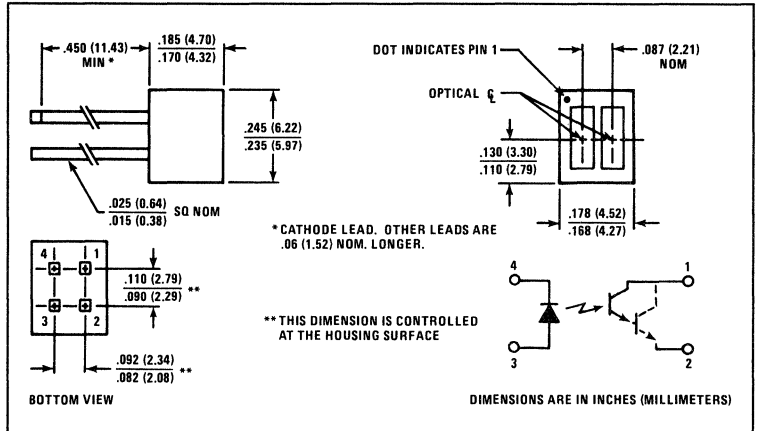 .450 (11.43)
MIN *
.185 (4.70)
.170 (4.32)
DOT INDICATES PIN 1
.087 (2.21)
NOM
OPTICAL ℄
.245 (6.22)
.235 (5.97)
.130 (3.30)
.110 (2.79)
.025 (0.64)
.015 (0.38) SQ NOM
.178 (4.52)
.168 (4.27)
* CATHODE LEAD. OTHER LEADS ARE
.06 (1.52) NOM. LONGER.
4 1
.110 (2.79)
.090 (2.29) **
3 2
4 1
** THIS DIMENSION IS CONTROLLED
AT THE HOUSING SURFACE
3 2
.092 (2.34)
.082 (2.08) **
BOTTOM VIEW
DIMENSIONS ARE IN INCHES (MILLIMETERS)